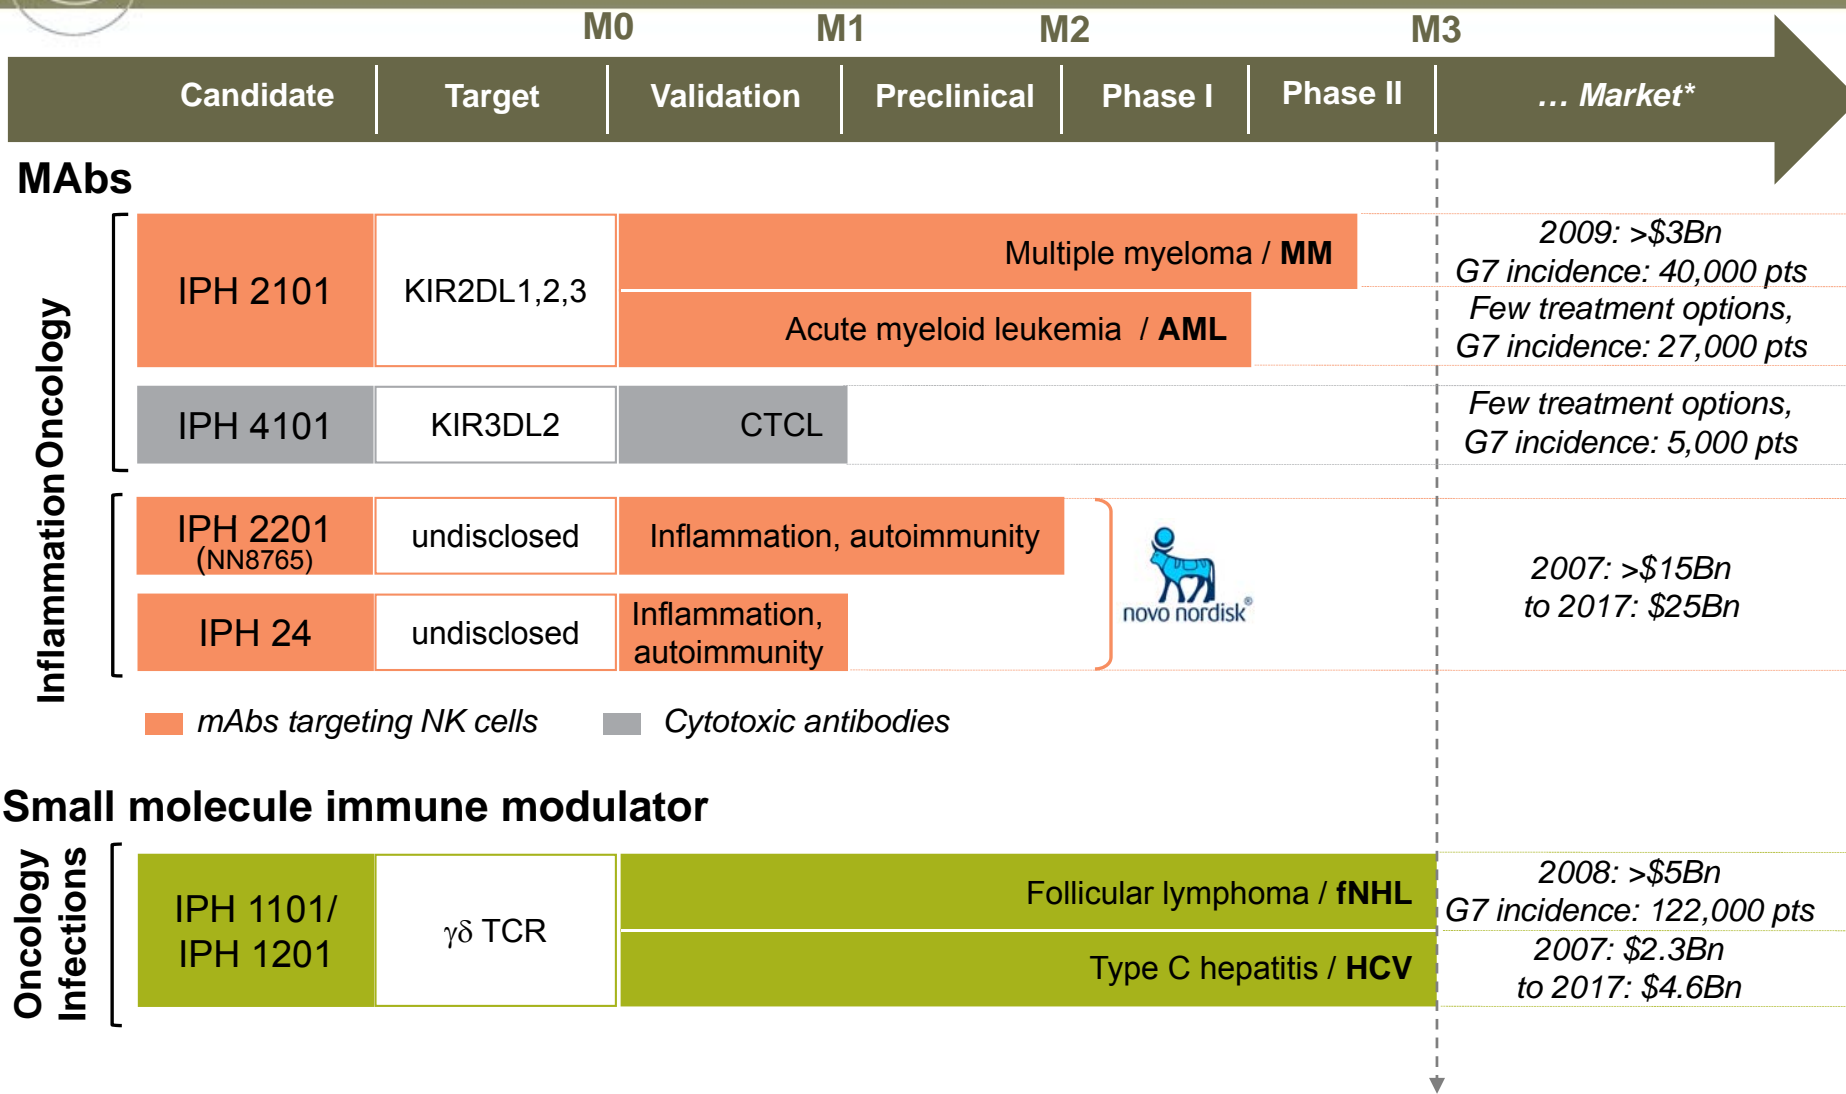 M0 M1 M2 M3
Candidate Target Validation Preclinical Phase I Phase II ... Market*
MAbs
Oncology
IPH 2101
KIR2DL1,2,3
Multiple myeloma / MM
2009: >$3Bn
G7 incidence: 40,000 pts
Acute myeloid leukemia / AML
Few treatment options,
G7 incidence: 27,000 pts
IPH 4101
KIR3DL2
CTCL
Few treatment options,
G7 incidence: 5,000 pts
Inflammation
IPH 2201
(NN8765)
undisclosed
Inflammation, autoimmunity
IPH 24
undisclosed
Inflammation,
autoimmunity
novo nordisk®
2007: >$15Bn
to 2017: $25Bn
mAbs targeting NK cells
Cytotoxic antibodies
Small molecule immune modulator
Oncology
Infections
IPH 1101/
IPH 1201
γδ TCR
Follicular lymphoma / fNHL
2008: >$5Bn
G7 incidence: 122,000 pts
Type C hepatitis / HCV
2007: $2.3Bn
to 2017: $4.6Bn